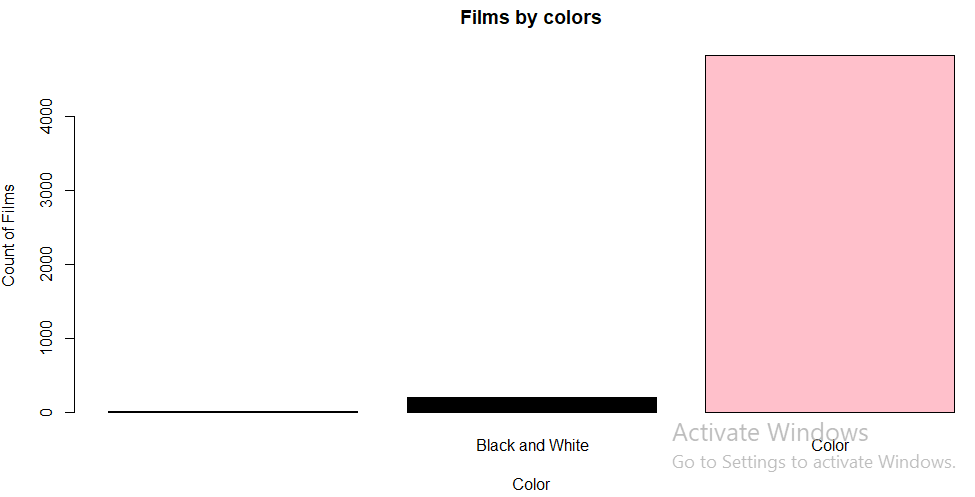 Films by colors
Count of Films
4000
3000
2000
1000
0
Black and White
Color
Color
Activate Windows
Go to Settings to activate Windows.